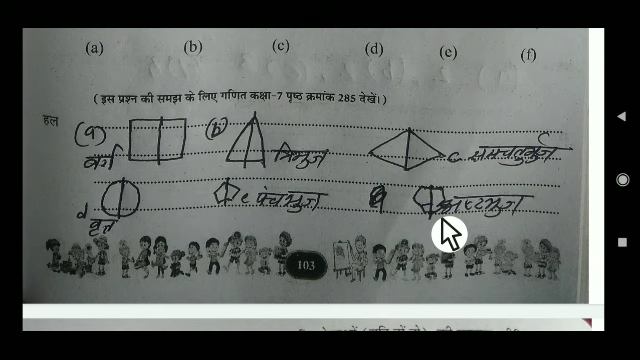 (a) (b) (c) (d) (e) (f)
( इस प्रश्न की समझ के लिए गणित कक्षा-7 पृष्ठ क्रमांक 285 देखें। )
हल (a) (b)
वर्ग त्रिभुज c समचतुर्भुज
d e पंचभुज
वृत्त
103